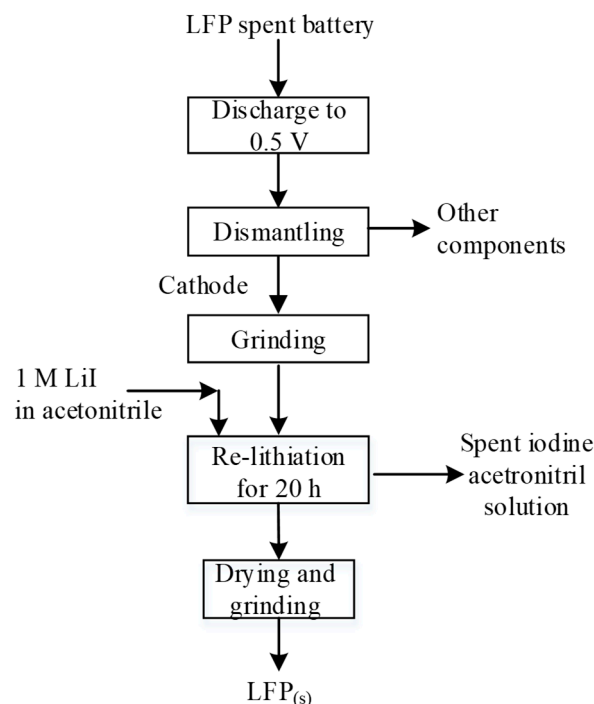 LFP spent battery
Discharge to
0.5 V
Dismantling
Other
components
Cathode
Grinding
1 M LiI
in acetonitrile
Re-lithiation
for 20 h
Spent iodine
acetronitril
solution
Drying and
grinding
LFP(s)